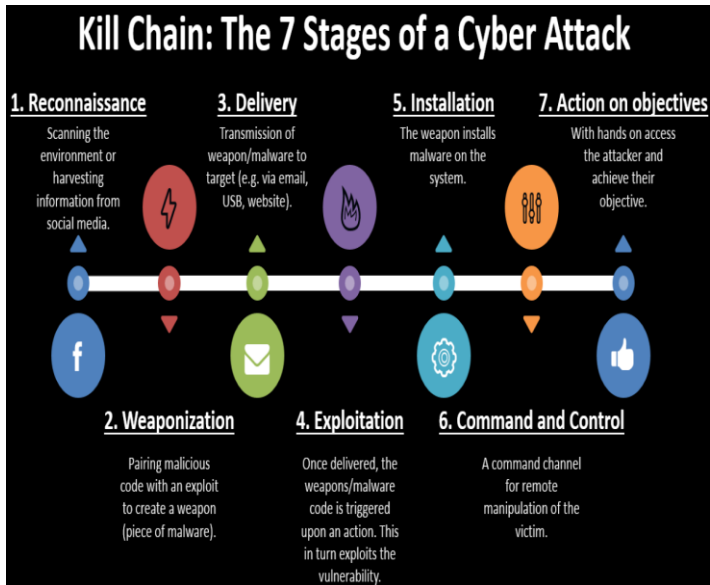 Kill Chain: The 7 Stages of a Cyber Attack
1. Reconnaissance
Scanning the
environment or
harvesting
information from
social media.
3. Delivery
Transmission of
weapon/malware to
target (e.g. via email,
USB, website).
5. Installation
The weapon installs
malware on the
system.
7. Action on objectives
With hands on access
the attacker and
achieve their
objective.
f
2. Weaponization
Pairing malicious
code with an exploit
to create a weapon
(piece of malware).
4. Exploitation
Once delivered, the
weapons/malware
code is triggered
upon an action. This
in turn exploits the
vulnerability.
6. Command and Control
A command channel
for remote
manipulation of the
victim.